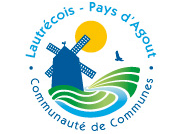 Lautrécois - Pays d'Agout
Communauté de Communes